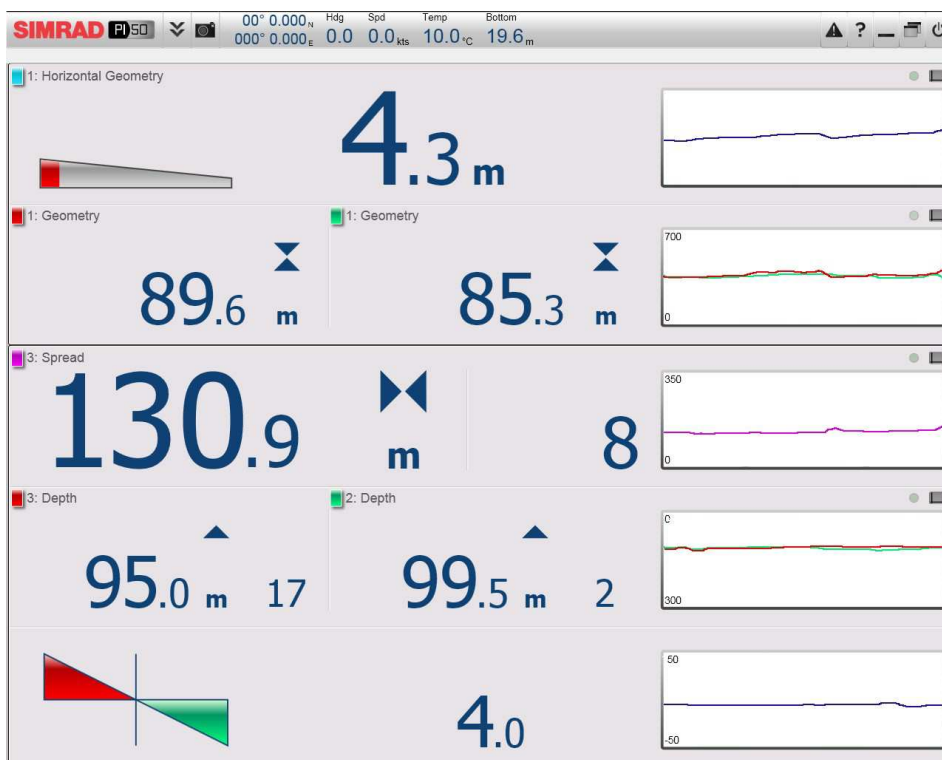 SIMRAD PI50 00° 0.000 N Hdg Spd Temp Bottom
000° 0.000 E 0.0 0.0 kts 10.0 °C 19.6 m
?
1: Horizontal Geometry
4.3 m
1: Geometry 1: Geometry
700
89.6 m 85.3 m
0
3: Spread
350
130.9 m 8
0
3: Depth 2: Depth
0
95.0 m 17 99.5 m 2
300
50
4.0
-50